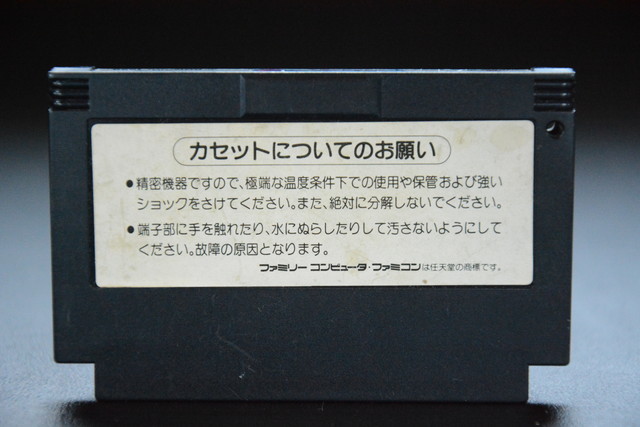 カセットについてのお願い
●精密機器ですので、極端な温度条件下での使用や保管および強い
ショックをさけてください。また、絶対に分解しないでください。
●端子部に手を触れたり、水にぬらしたりして汚さないようにして
ください。故障の原因となります。
ファミリー コンピュータ・ファミコンは任天堂の商標です。